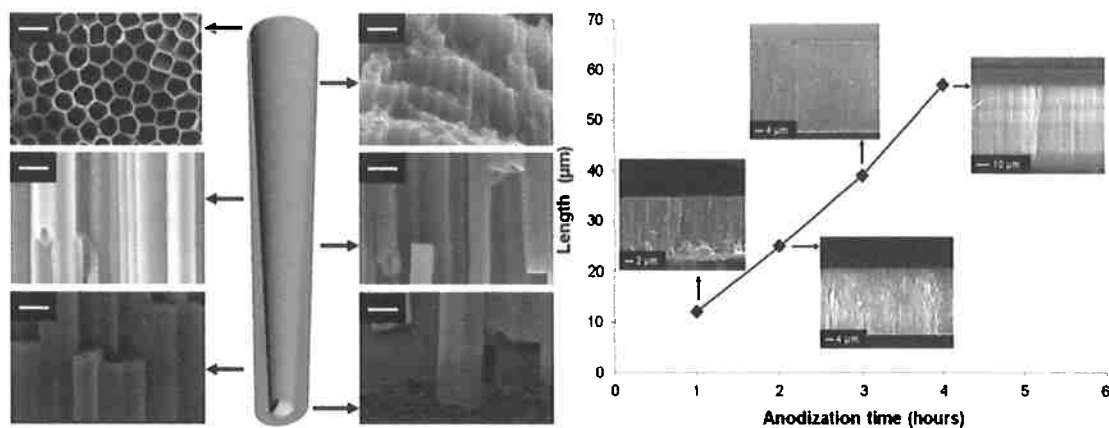 70
60
50
40
30
20
10
0
Length (μm)
2 μm
4 μm
4 μm
10 μm
0 1 2 3 4 5 6
Anodization time (hours)